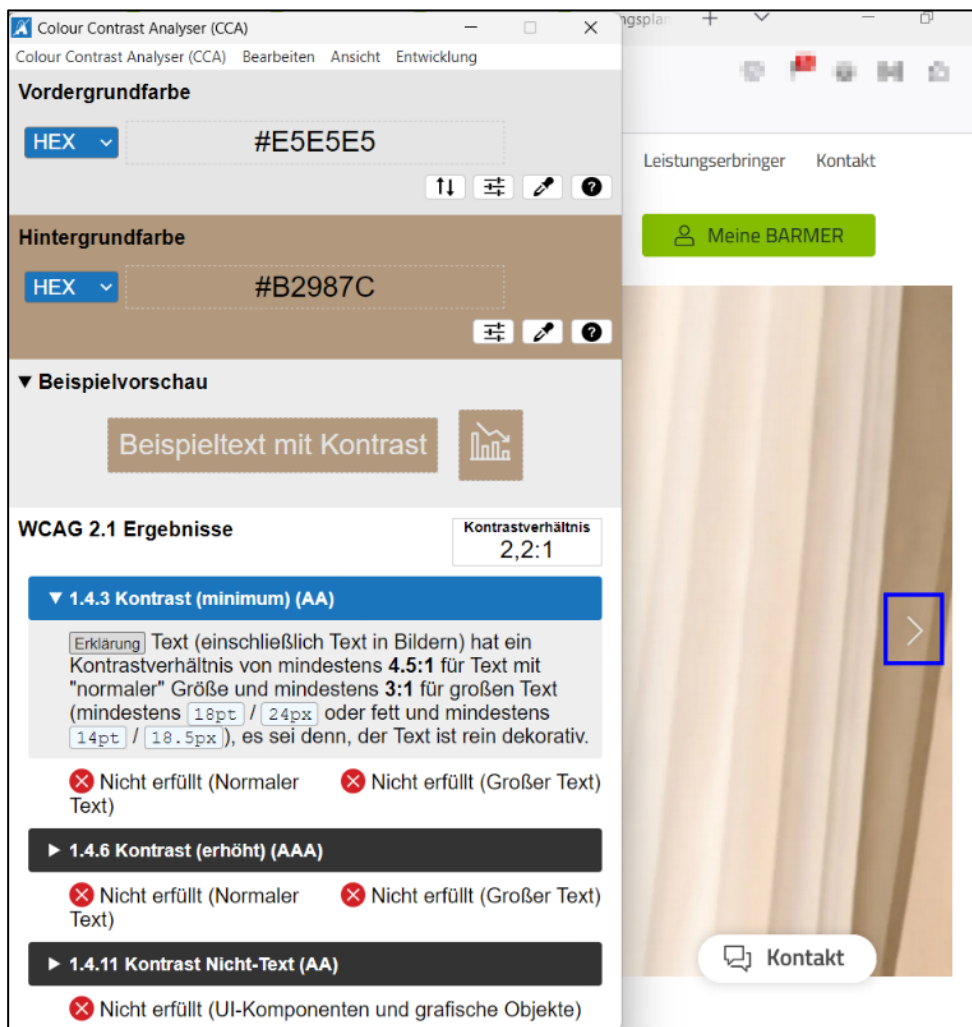 Colour Contrast Analyser (CCA)
Colour Contrast Analyser (CCA) Bearbeiten Ansicht Entwicklung
Vordergrundfarbe
HEX #E5E5E5
Hintergrundfarbe
HEX #B2987C
Beispielvorschau
Beispieltext mit Kontrast
WCAG 2.1 Ergebnisse
Kontrastverhältnis
2,2:1
1.4.3 Kontrast (minimum) (AA)
Erklärung Text (einschließlich Text in Bildern) hat ein
Kontrastverhältnis von mindestens 4.5:1 für Text mit
"normaler" Größe und mindestens 3:1 für großen Text
(mindestens 18pt / 24px oder fett und mindestens
14pt / 18.5px), es sei denn, der Text ist rein dekorativ.
Nicht erfüllt (Normaler
Text)
Nicht erfüllt (Großer Text)
1.4.6 Kontrast (erhöht) (AAA)
Nicht erfüllt (Normaler
Text)
Nicht erfüllt (Großer Text)
1.4.11 Kontrast Nicht-Text (AA)
Nicht erfüllt (UI-Komponenten und grafische Objekte)
Leistungserbringer Kontakt
Meine BARMER
Kontakt